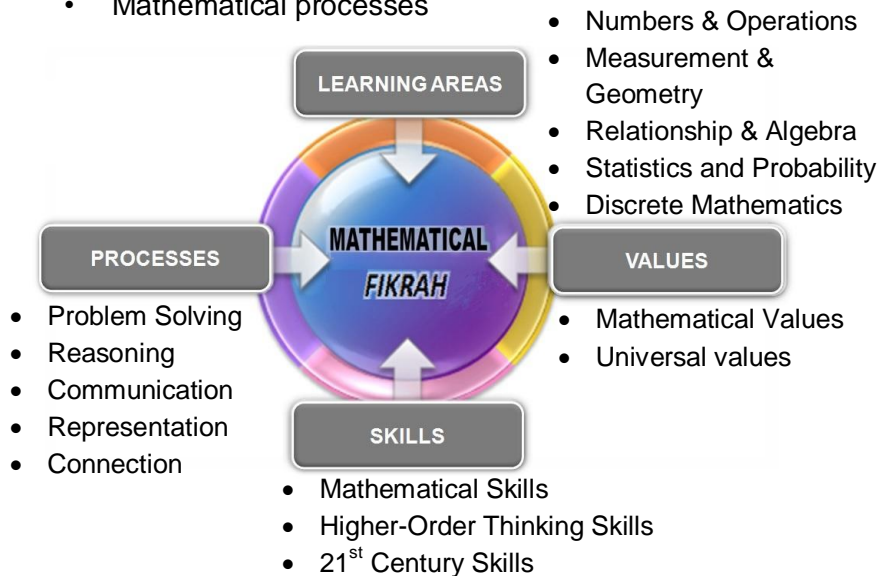 • Mathematical processes
LEARNING AREAS
• Numbers & Operations
• Measurement &
Geometry
• Relationship & Algebra
• Statistics and Probability
• Discrete Mathematics
MATHEMATICAL
FIKRAH
PROCESSES
• Problem Solving
• Reasoning
• Communication
• Representation
• Connection
VALUES
• Mathematical Values
• Universal values
SKILLS
• Mathematical Skills
• Higher-Order Thinking Skills
• 21st Century Skills